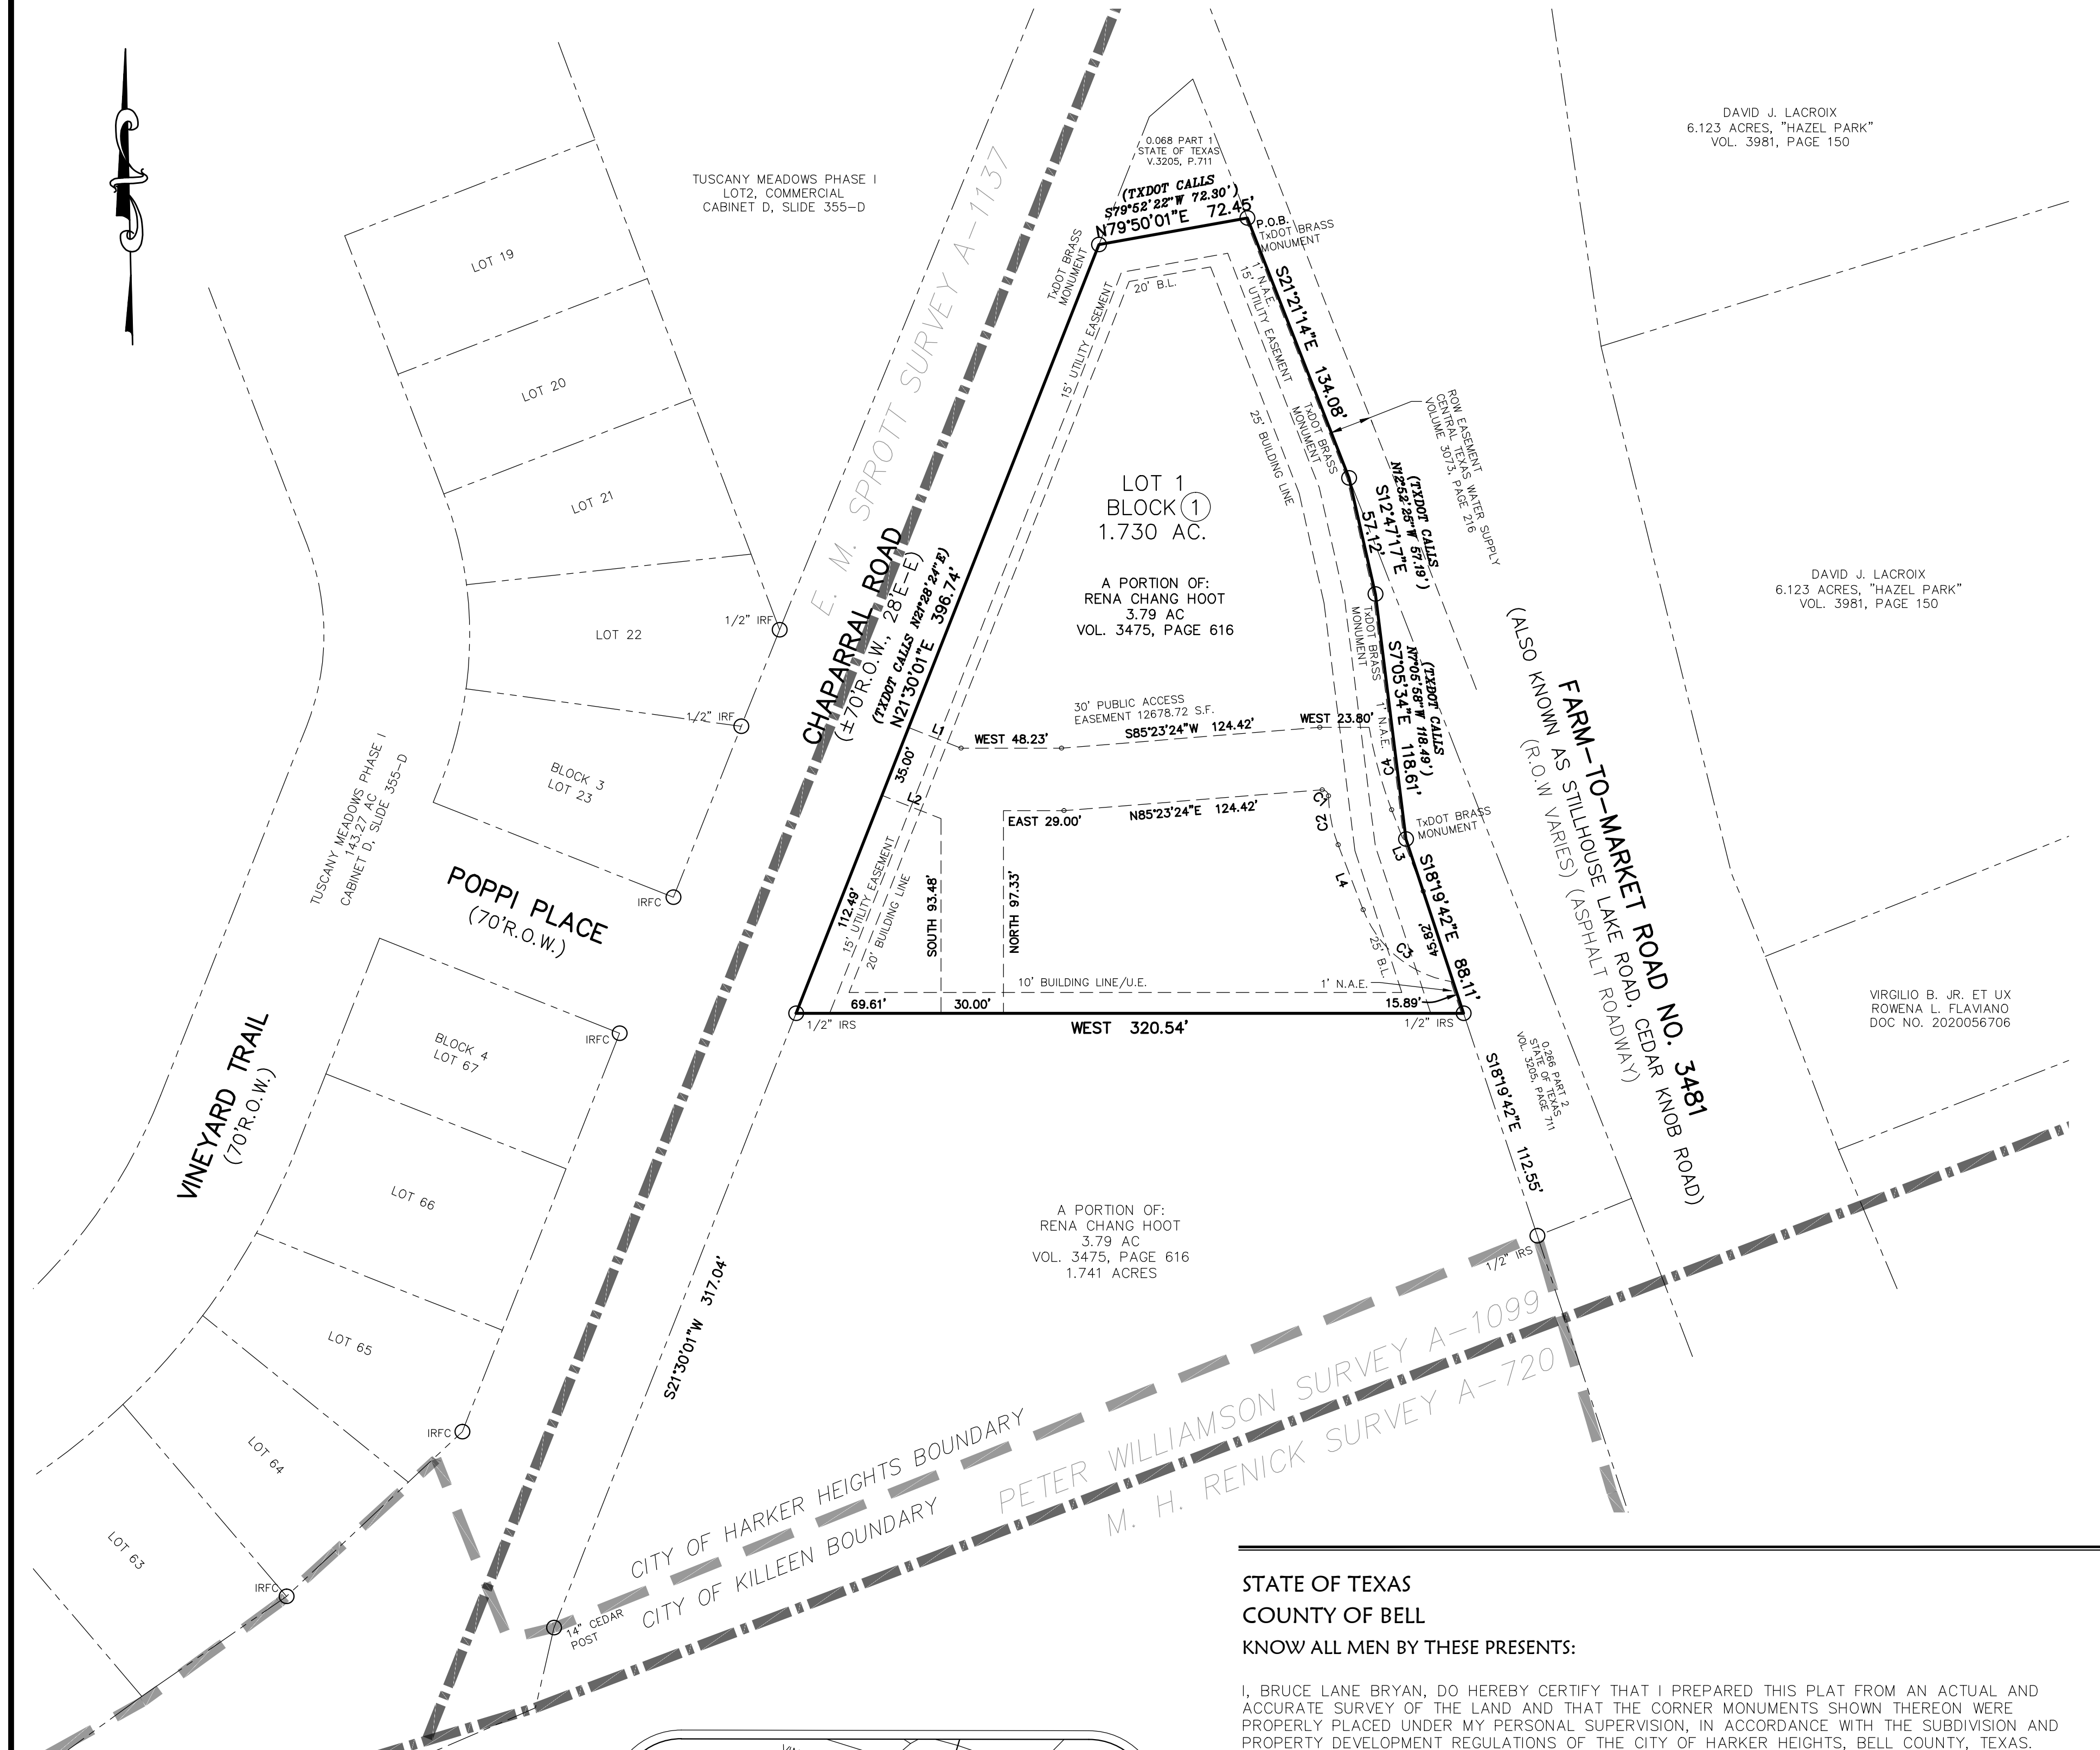 DAVID J. LACROIX
6.123 ACRES, "HAZEL PARK"
VOL. 3981, PAGE 150
0.068 PART 1
STATE OF TEXAS
V.3205, P.711
TUSCANY MEADOWS PHASE I
LOT2, COMMERCIAL
CABINET D, SLIDE 355-D
E. M. SPROTT SURVEY A-1137
(TXDOT CALLS
S79°52'22"W 72.30')
N79°50'01"E 72.45'
P.O.B.
TxDOT BRASS
MONUMENT
TxDOT BRASS
MONUMENT
LOT 19
LOT 20
LOT 21
LOT 22
BLOCK 3
LOT 23
1/2" IRF
1/2" IRF
IRFC
20' B.L.
15' UTILITY EASEMENT
1' N.A.E.
15' UTILITY EASEMENT
S21°21'14"E 134.08'
25' BUILDING LINE
TxDOT BRASS
MONUMENT
ROW EASEMENT
CENTRAL TEXAS WATER SUPPLY
VOLUME 3073, PAGE 216
LOT 1
BLOCK 1
1.730 AC.
A PORTION OF:
RENA CHANG HOOT
3.79 AC
VOL. 3475, PAGE 616
(TXDOT CALLS
N12°52'25"W 57.19')
S12°47'17"E
57.12'
TxDOT BRASS
MONUMENT
(TXDOT CALLS
N7°05'58"W 118.49')
S7°05'34"E 118.61'
1' N.A.E.
C4
CHAPARRAL ROAD
(±70'R.O.W., 28'E-E)
(TXDOT CALLS N21°28'24"E)
N21°30'01"E 396.74'
DAVID J. LACROIX
6.123 ACRES, "HAZEL PARK"
VOL. 3981, PAGE 150
FARM-TO-MARKET ROAD NO. 3481
(ALSO KNOWN AS STILLHOUSE LAKE ROAD, CEDAR KNOB ROAD)
(R.O.W VARIES) (ASPHALT ROADWAY)
30' PUBLIC ACCESS
EASEMENT 12678.72 S.F.
L1
WEST 48.23'
S85°23'24"W 124.42'
WEST 23.80'
35.00'
L2
EAST 29.00'
N85°23'24"E 124.42'
C1
C2
TxDOT BRASS
MONUMENT
L3
L4
S18°19'42"E 88.11'
45.82'
C3
25' B.L.
112.49'
15' UTILITY EASEMENT
20' BUILDING LINE
SOUTH 93.48'
NORTH 97.33'
10' BUILDING LINE/U.E.
1' N.A.E.
69.61'
30.00'
15.89'
1/2" IRS
WEST 320.54'
1/2" IRS
TUSCANY MEADOWS PHASE I
143.27 AC
CABINET D, SLIDE 355-D
POPPI PLACE
(70'R.O.W.)
VINEYARD TRAIL
(70'R.O.W.)
IRFC
BLOCK 4
LOT 67
LOT 66
LOT 65
LOT 64
LOT 63
IRFC
IRFC
VIRGILIO B. JR. ET UX
ROWENA L. FLAVIANO
DOC NO. 2020056706
0.266 PART 2
STATE OF TEXAS
VOL. 3205, PAGE 711
S18°19'42"E 112.55'
1/2" IRS
A PORTION OF:
RENA CHANG HOOT
3.79 AC
VOL. 3475, PAGE 616
1.741 ACRES
S21°30'01"W 317.04'
CITY OF HARKER HEIGHTS BOUNDARY
CITY OF KILLEEN BOUNDARY
PETER WILLIAMSON SURVEY A-1099
M. H. RENICK SURVEY A-720
14" CEDAR
POST
STATE OF TEXAS
COUNTY OF BELL
KNOW ALL MEN BY THESE PRESENTS:
I, BRUCE LANE BRYAN, DO HEREBY CERTIFY THAT I PREPARED THIS PLAT FROM AN ACTUAL AND
ACCURATE SURVEY OF THE LAND AND THAT THE CORNER MONUMENTS SHOWN THEREON WERE
PROPERLY PLACED UNDER MY PERSONAL SUPERVISION, IN ACCORDANCE WITH THE SUBDIVISION AND
PROPERTY DEVELOPMENT REGULATIONS OF THE CITY OF HARKER HEIGHTS, BELL COUNTY, TEXAS.